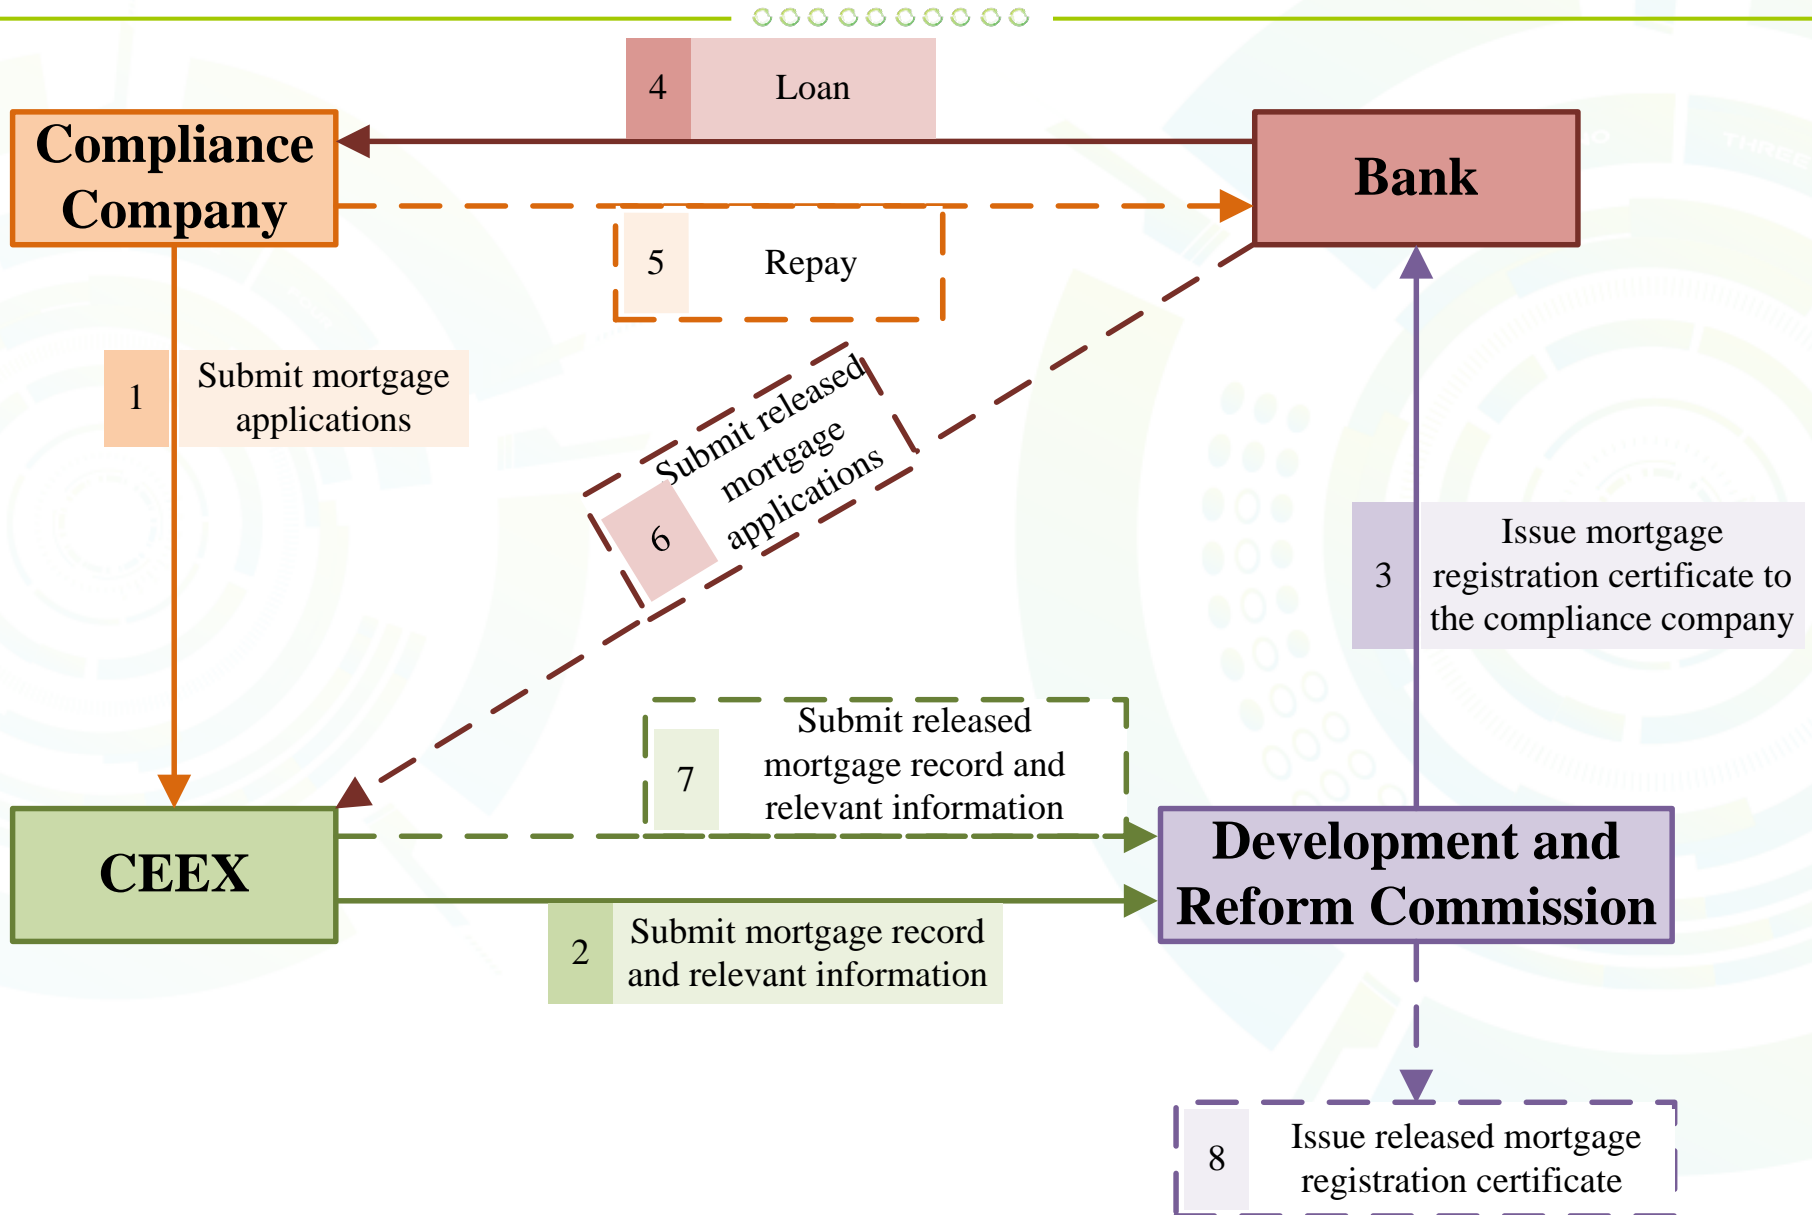 4
Loan
Compliance
Company
Bank
5
Repay
1
Submit mortgage
applications
6
Submit released
mortgage
applications
3
Issue mortgage
registration certificate to
the compliance company
7
Submit released
mortgage record and
relevant information
CEEX
Development and
Reform Commission
2
Submit mortgage record
and relevant information
8
Issue released mortgage
registration certificate